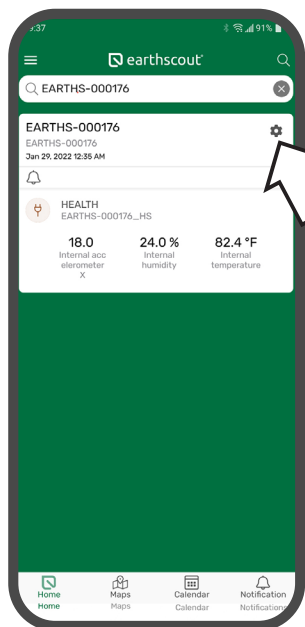 9:37 91%
earthscout
EARTHS-000176
EARTHS-000176
EARTHS-000176
Jan 29, 2022 12:35 AM
HEALTH
EARTHS-000176_HS
18.0 24.0 % 82.4 °F
Internal acc Internal Internal
elerometer humidity temperature
X
Home Maps Calendar Notification
Home Maps Calendar Notifications